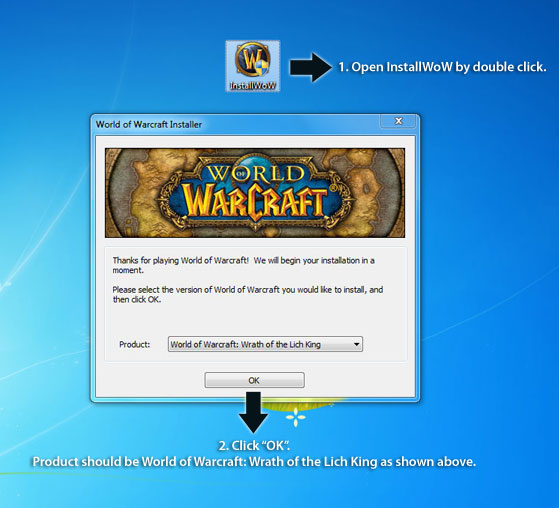 1. Open InstallWoW by double click.
InstallWoW
World of Warcraft Installer
WORLD
OF
WARCRAFT
Thanks for playing World of Warcraft!  We will begin your installation in a
moment.
Please select the version of World of Warcraft you would like to install, and
then click OK.
Product:
World of Warcraft: Wrath of the Lich King
OK
2. Click “OK”.
Product should be World of Warcraft: Wrath of the Lich King as shown above.